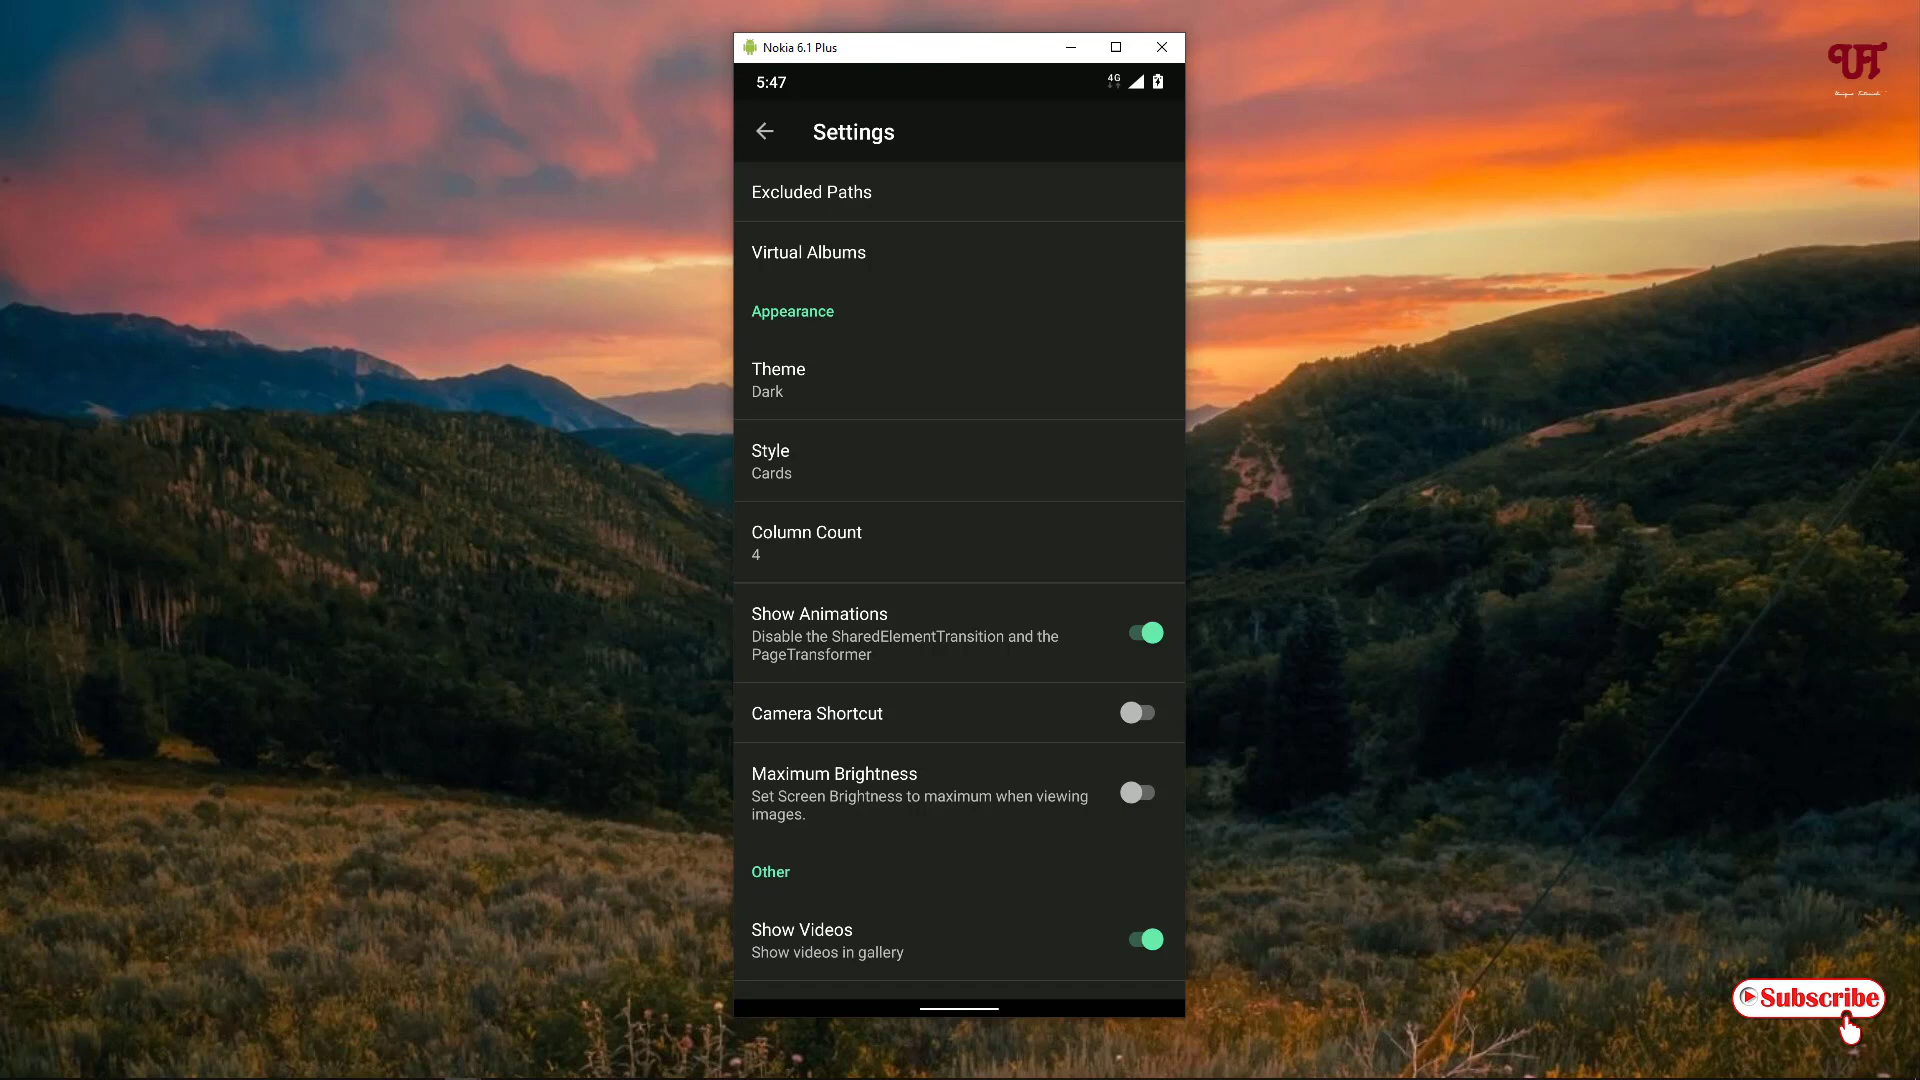 Nokia 6.1 Plus
UT
5:47
4G
Settings
Excluded Paths
Virtual Albums
Appearance
Theme
Dark
Style
Cards
Column Count
4
Show Animations
Disable the SharedElementTransition and the
PageTransformer
Camera Shortcut
Maximum Brightness
Set Screen Brightness to maximum when viewing
images.
Other
Show Videos
Show videos in gallery
Subscribe